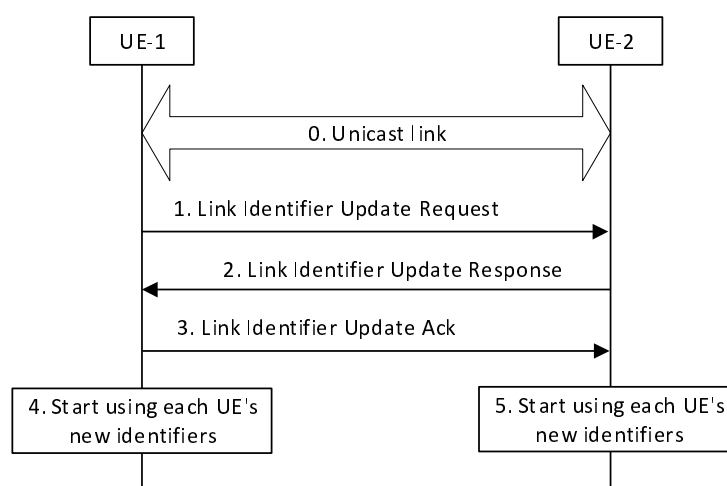 UE-1
UE-2
0. Unicast link
1. Link Identifier Update Request
2. Link Identifier Update Response
3. Link Identifier Update Ack
4. Start using each UE's
new identifiers
5. Start using each UE's
new identifiers